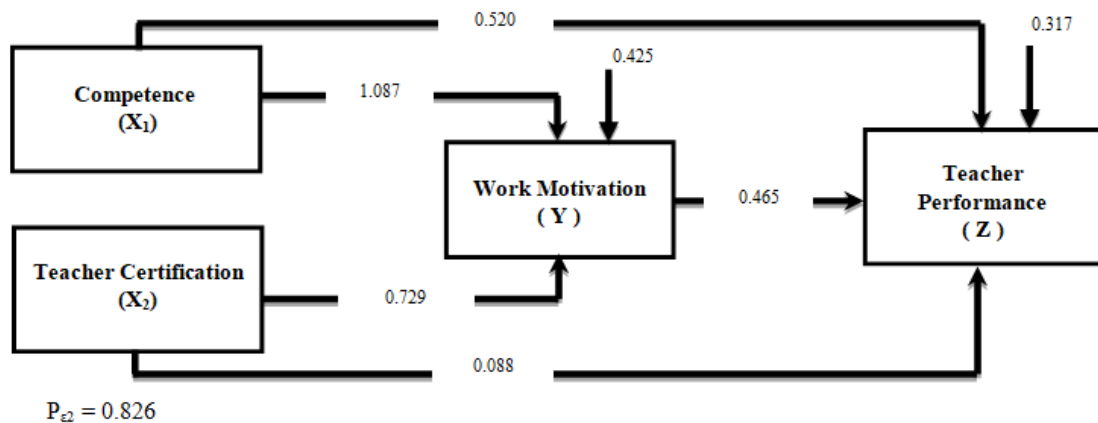 0.520
0.317
0.425
Competence
(X₁)
1.087
Work Motivation
( Y )
Teacher
Performance
( Z )
0.465
Teacher Certification
(X₂)
0.729
0.088
Pε2 = 0.826